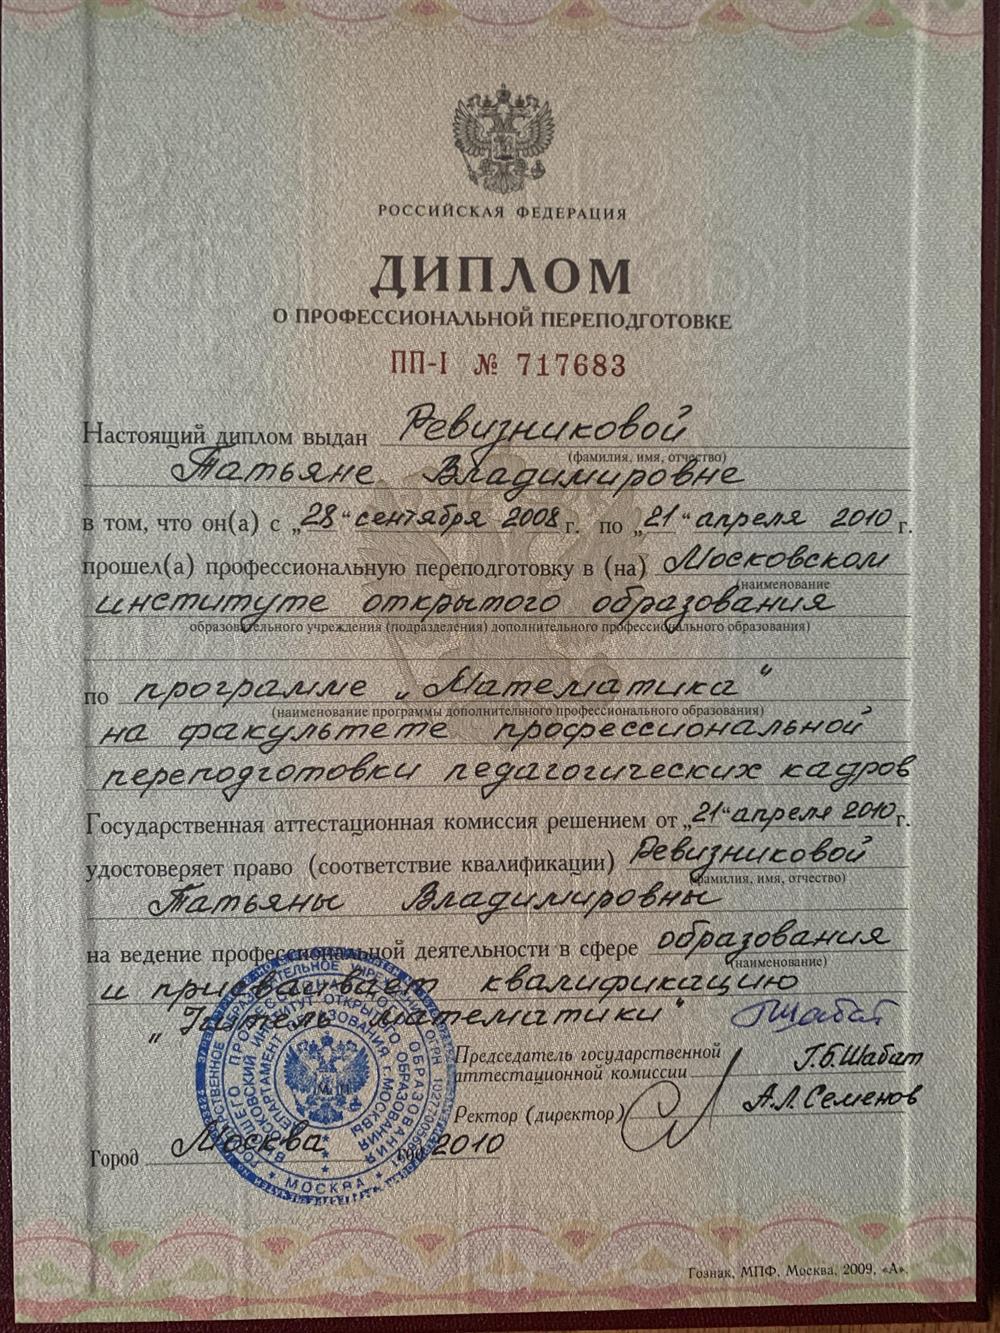 РОССИЙСКАЯ ФЕДЕРАЦИЯ
ДИПЛОМ
О ПРОФЕССИОНАЛЬНОЙ ПЕРЕПОДГОТОВКЕ
ПП-I № 717683
Настоящий диплом выдан Ревизниковой
(фамилия, имя, отчество)
Татьяне Владимировне
в том, что он(а) с „28“ сентября 2008 г. по „21“ апреля 2010 г.
прошел(а) профессиональную переподготовку в (на) Московском
(наименование
институте открытого образования
образовательного учреждения (подразделения) дополнительного профессионального образования)
по программе „Математика“
(наименование программы дополнительного профессионального образования)
на факультете профессиональной
переподготовки педагогических кадров
Государственная аттестационная комиссия решением от „21“ апреля 2010 г.
удостоверяет право (соответствие квалификации) Ревизниковой
(фамилия, имя, отчество)
Татьяны Владимировны
на ведение профессиональной деятельности в сфере образования
(наименование)
и присваивает квалификацию
„Учитель математики“
Председатель государственной
аттестационной комиссии Г.Б.Шабат
Ректор (директор) А.Л.Семенов
Город Москва год 2010
МОСКВА
Гознак, МПФ, Москва, 2009, «А».